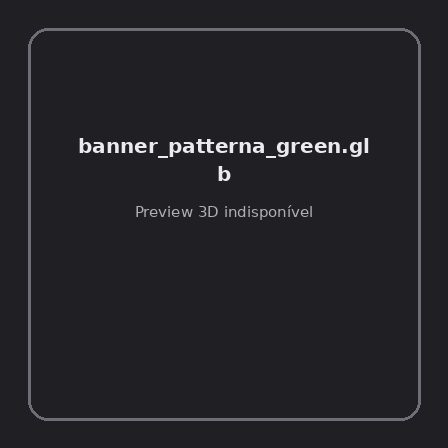 banner_patterna_green.gl
b
Preview 3D indisponível